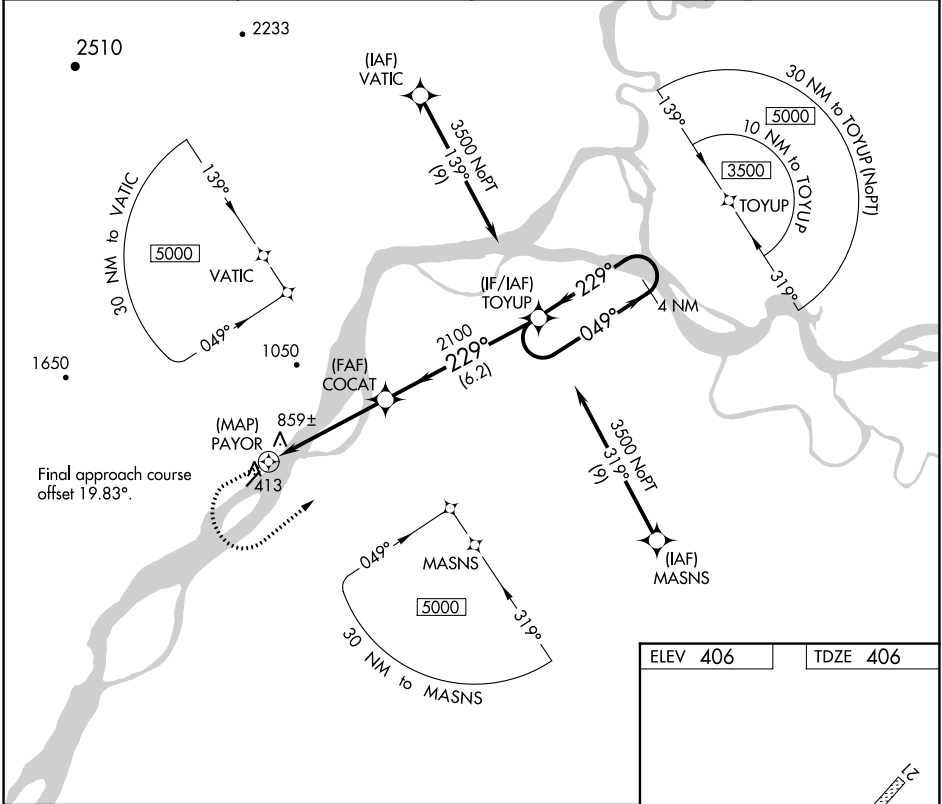 2510
2233
(IAF)
VATIC
3500 NoPT
139°
(9)
30 NM to TOYUP (NoPT)
5000
139°
10 NM to TOYUP
3500
TOYUP
319°
30 NM to VATIC
139°
5000
VATIC
049°
(IF/IAF)
TOYUP
229°
049°
4 NM
1650
1050
2100
229°
(6.2)
(FAF)
COCAT
(MAP)
PAYOR
859±
413
Final approach course
offset 19.83°.
3500 NoPT
319°
(9)
(IAF)
MASNS
049°
MASNS
5000
319°
30 NM to MASNS
ELEV 406
TDZE 406
21